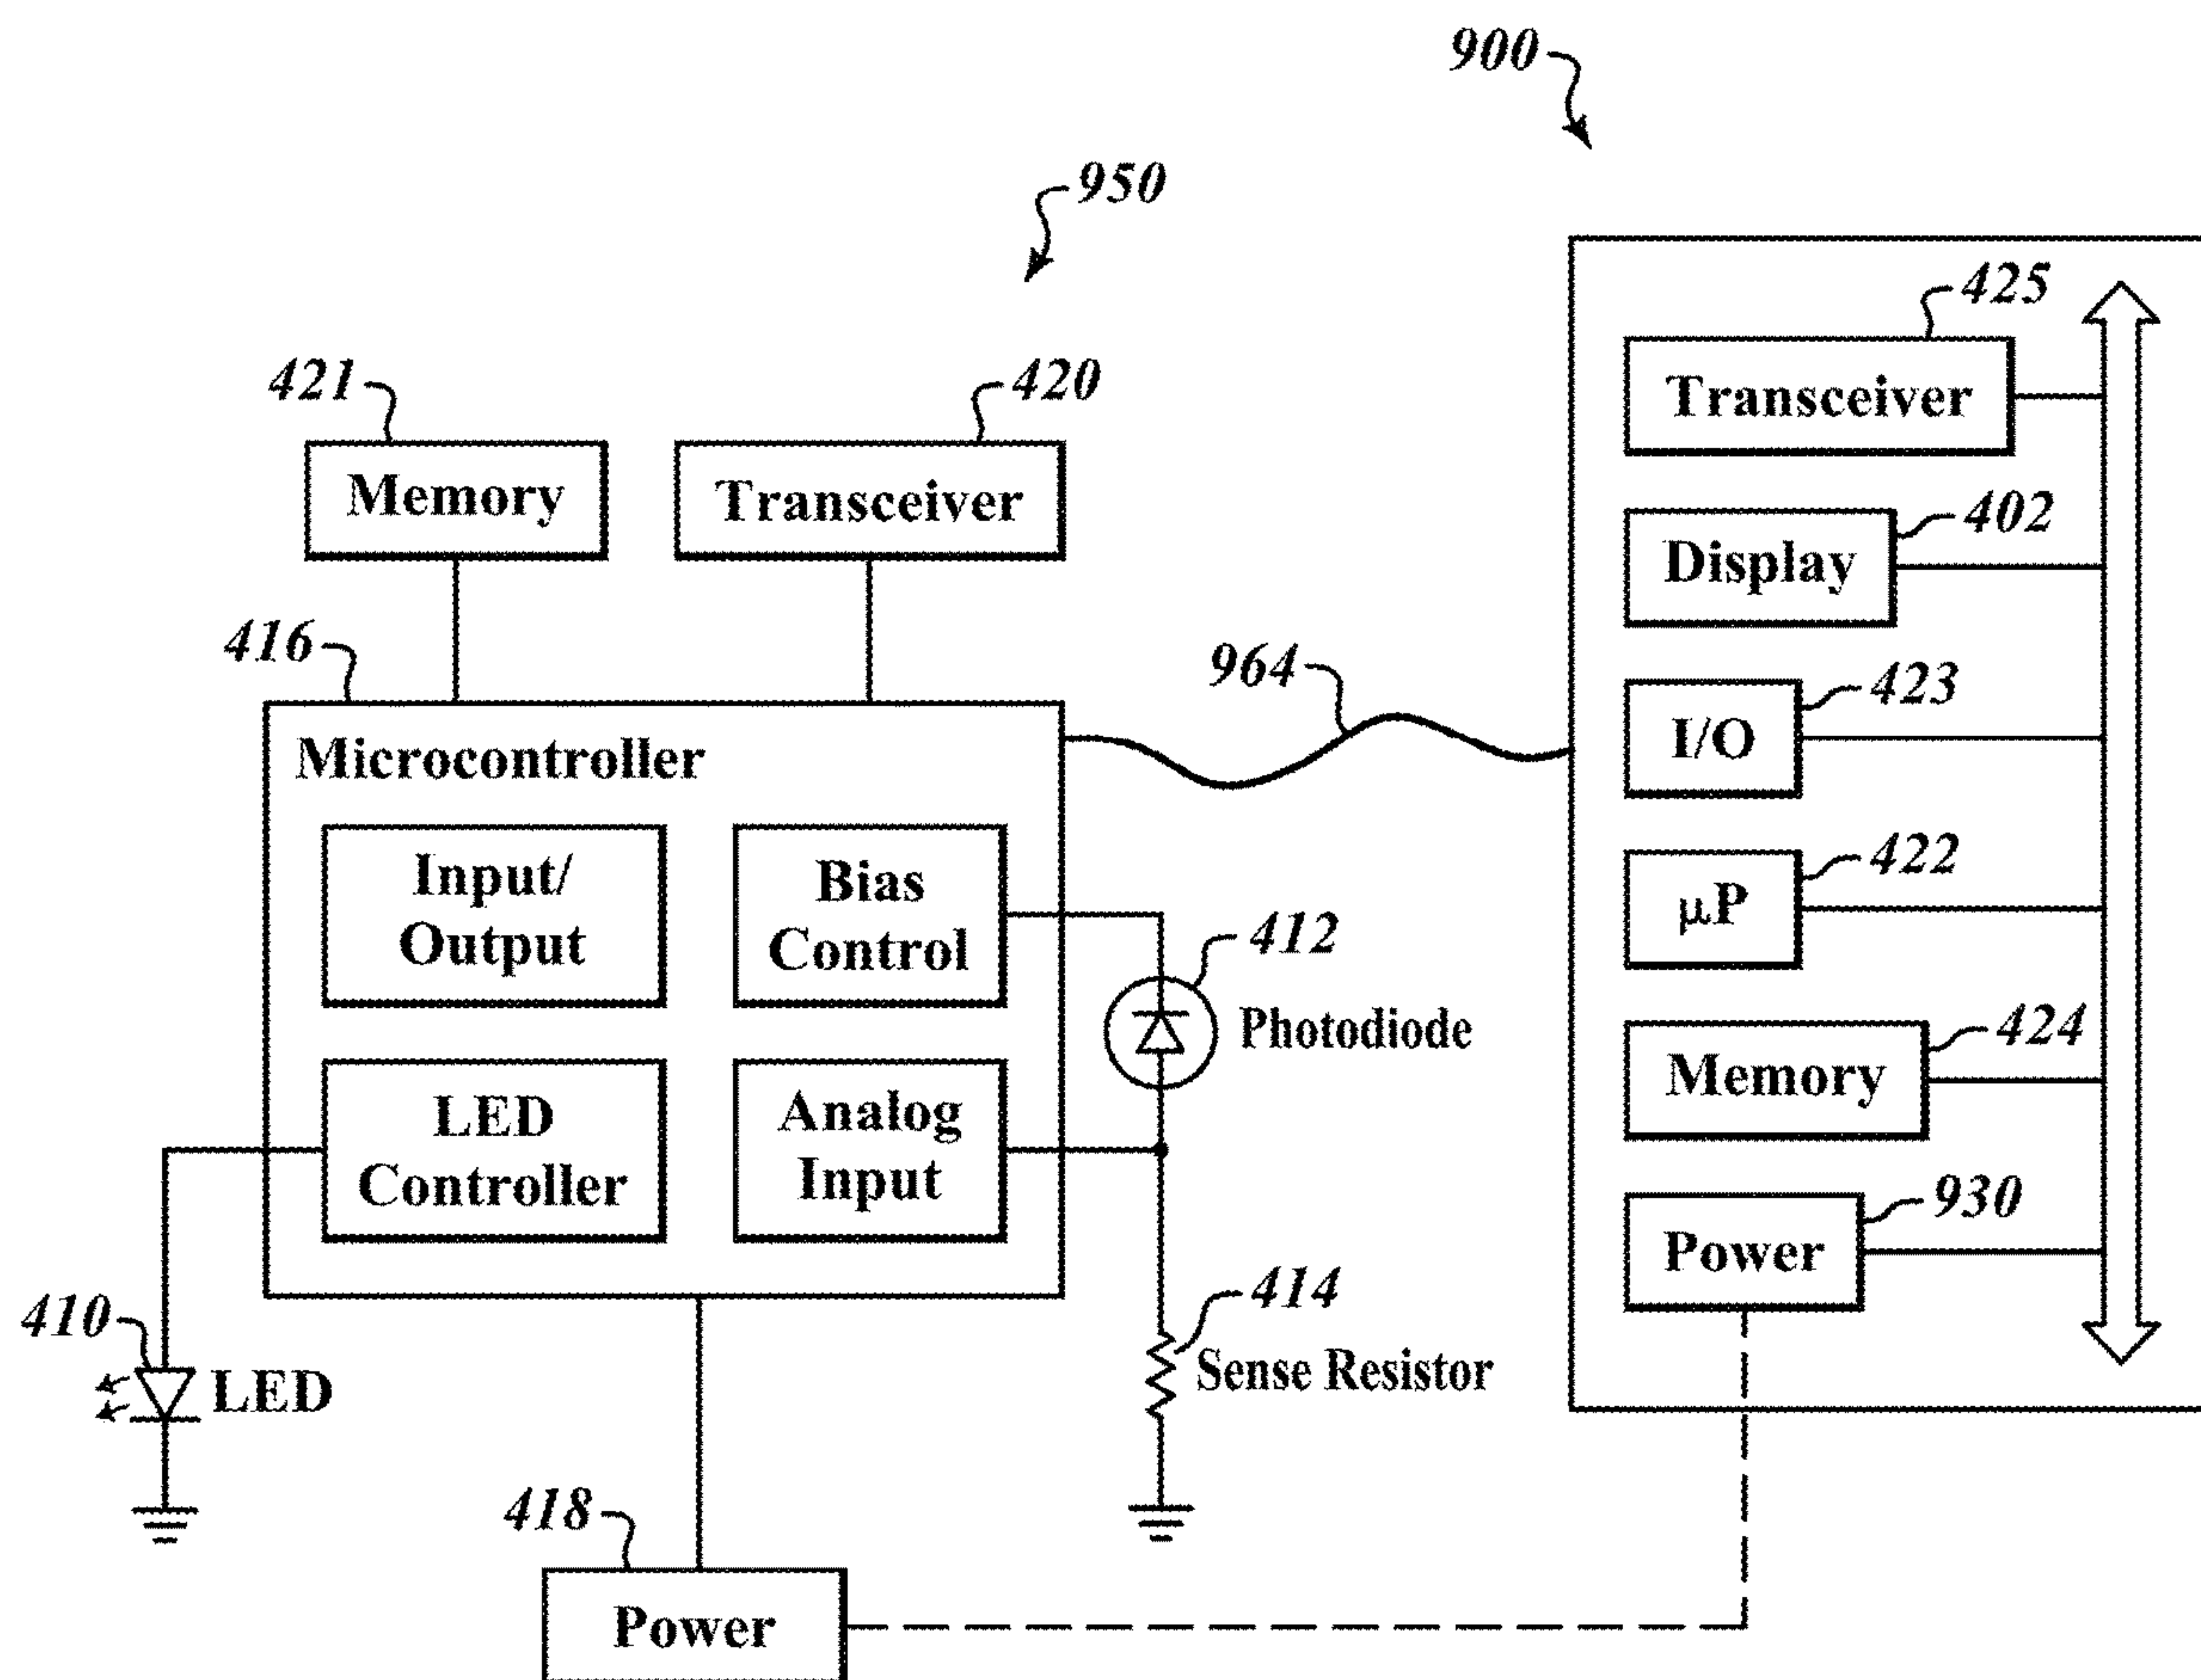 900
950
425
Transceiver
421
420
Memory
Transceiver
402
Display
416
964
423
I/O
Microcontroller
Input/
Output
Bias
Control
422
µP
412
Photodiode
424
Memory
LED
Controller
Analog
Input
930
Power
410
LED
414
Sense Resistor
418
Power